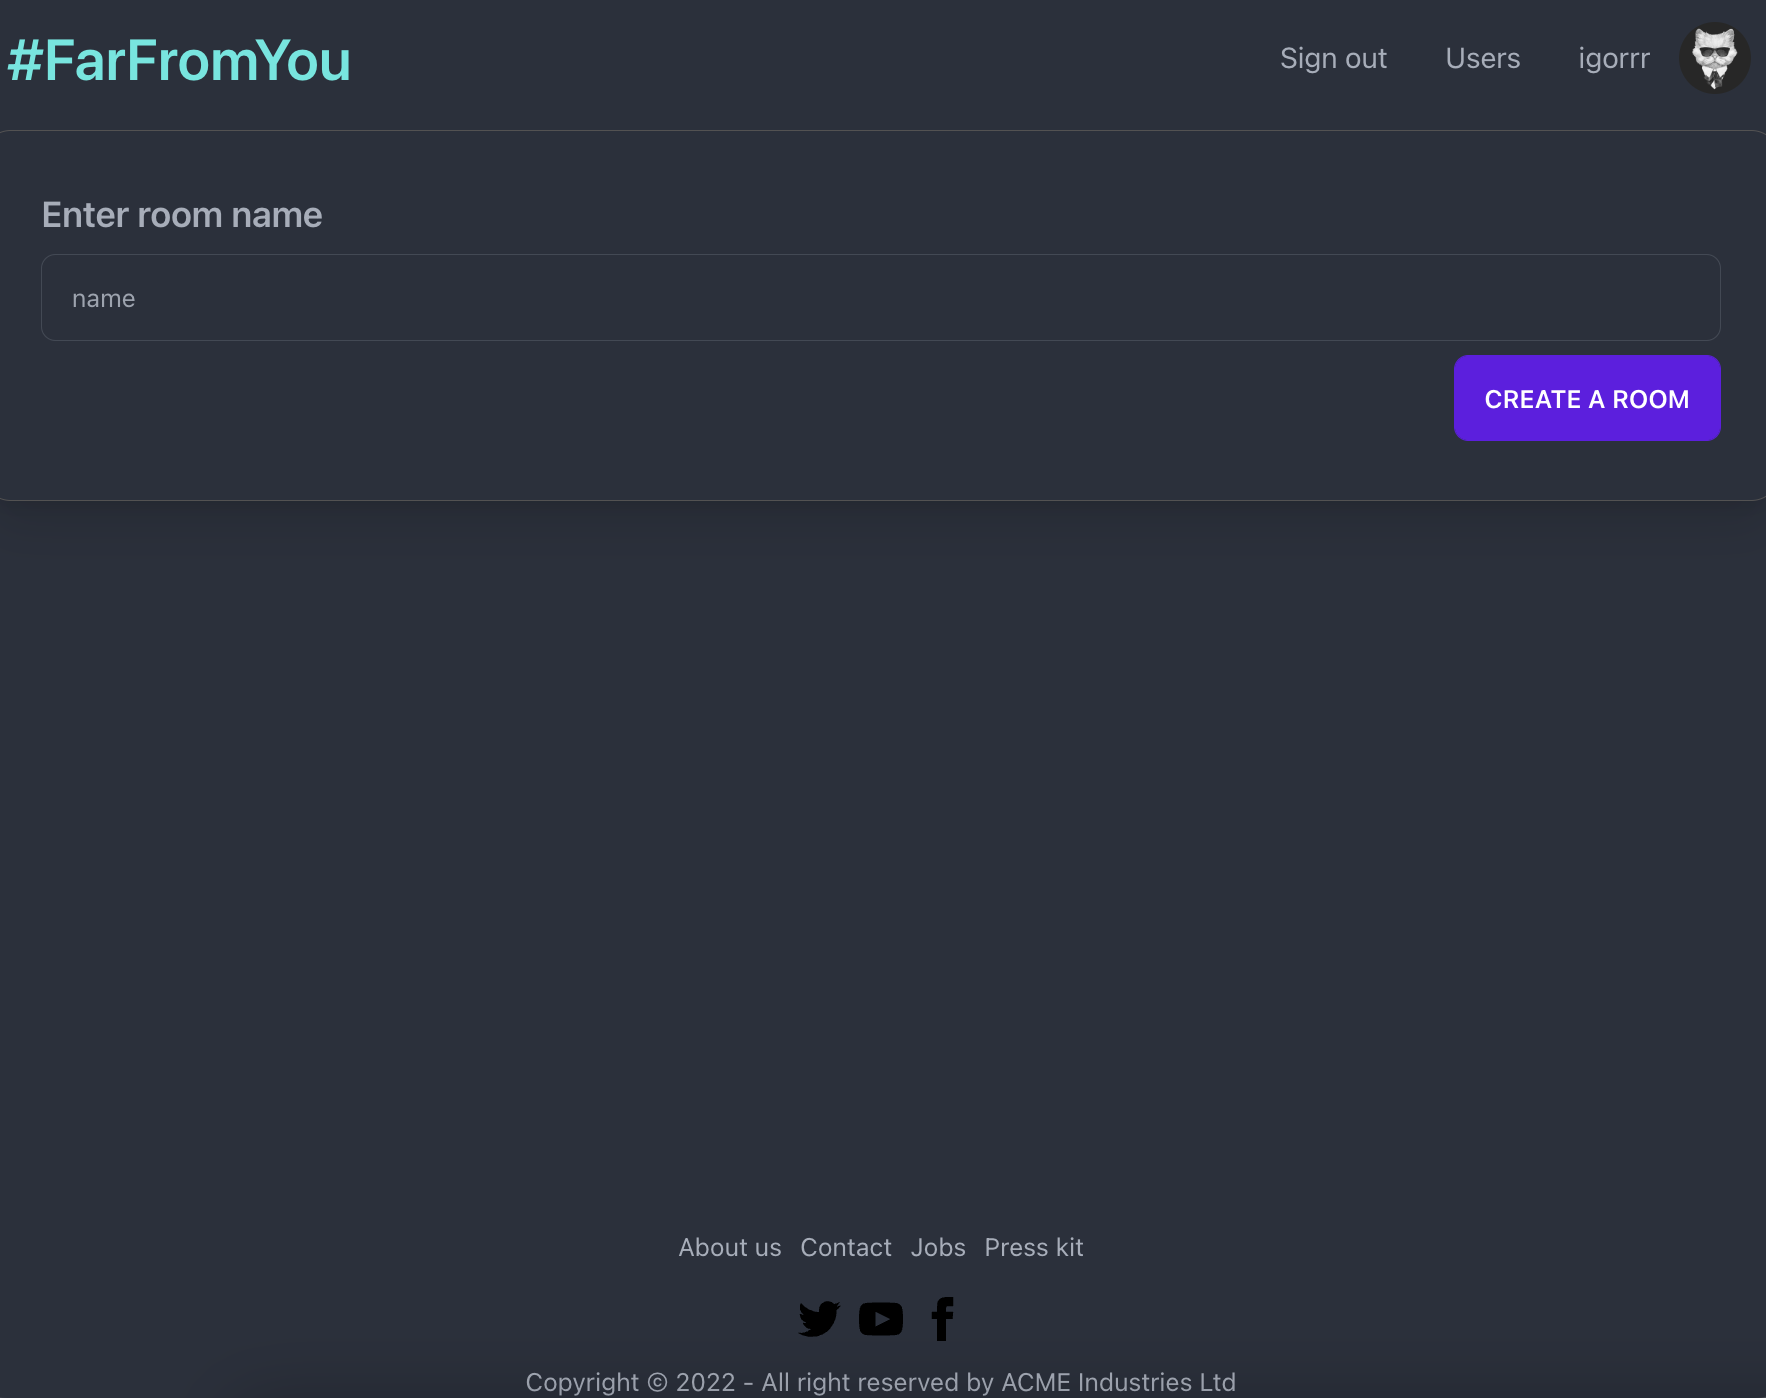 #FarFromYou
Sign out Users igorrr
Enter room name
name
CREATE A ROOM
About us Contact Jobs Press kit
Copyright © 2022 - All right reserved by ACME Industries Ltd